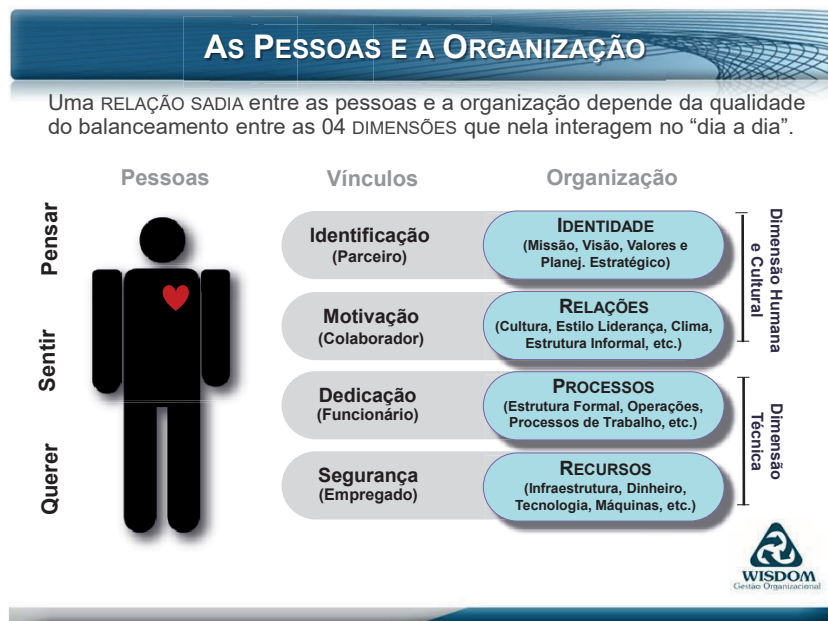 AS PESSOAS E A ORGANIZAÇÃO
Uma RELAÇÃO SADIA entre as pessoas e a organização depende da qualidade
do balanceamento entre as 04 DIMENSÕES que nela interagem no “dia a dia”.
Pessoas
Vínculos
Organização
Pensar
Sentir
Querer
Identificação
(Parceiro)
IDENTIDADE
(Missão, Visão, Valores e
Planej. Estratégico)
Motivação
(Colaborador)
RELAÇÕES
(Cultura, Estilo Liderança, Clima,
Estrutura Informal, etc.)
Dedicação
(Funcionário)
PROCESSOS
(Estrutura Formal, Operações,
Processos de Trabalho, etc.)
Segurança
(Empregado)
RECURSOS
(Infraestrutura, Dinheiro,
Tecnologia, Máquinas, etc.)
Dimensão Humana
e Cultural
Dimensão
Técnica
WISDOM
Gestão Organizacional